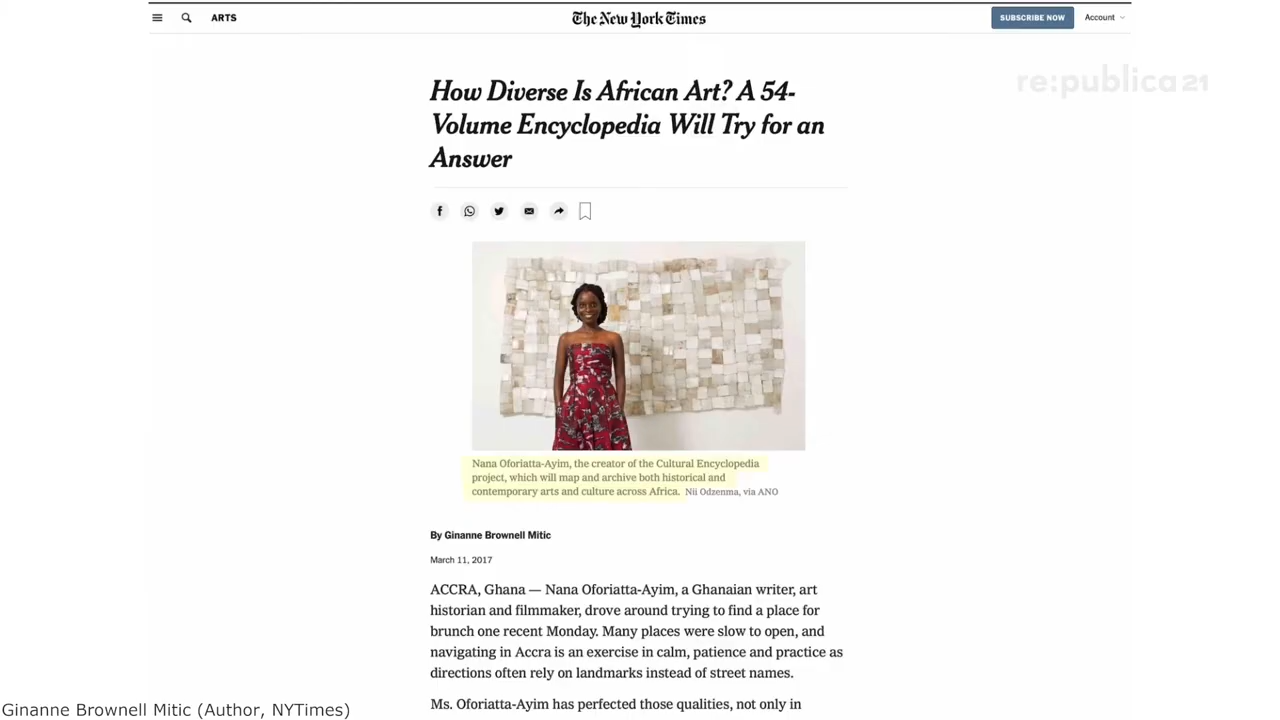 ARTS
The New York Times
SUBSCRIBE NOW
Account
re:publica 21
How Diverse Is African Art? A 54-
Volume Encyclopedia Will Try for an
Answer
Nana Oforiatta-Ayim, the creator of the Cultural Encyclopedia
project, which will map and archive both historical and
contemporary arts and culture across Africa. Nii Odzenma, via ANO
By Ginanne Brownell Mitic
March 11, 2017
ACCRA, Ghana — Nana Oforiatta-Ayim, a Ghanaian writer, art
historian and filmmaker, drove around trying to find a place for
brunch one recent Monday. Many places were slow to open, and
navigating in Accra is an exercise in calm, patience and practice as
directions often rely on landmarks instead of street names.
Ms. Oforiatta-Ayim has perfected those qualities, not only in
Ginanne Brownell Mitic (Author, NYTimes)